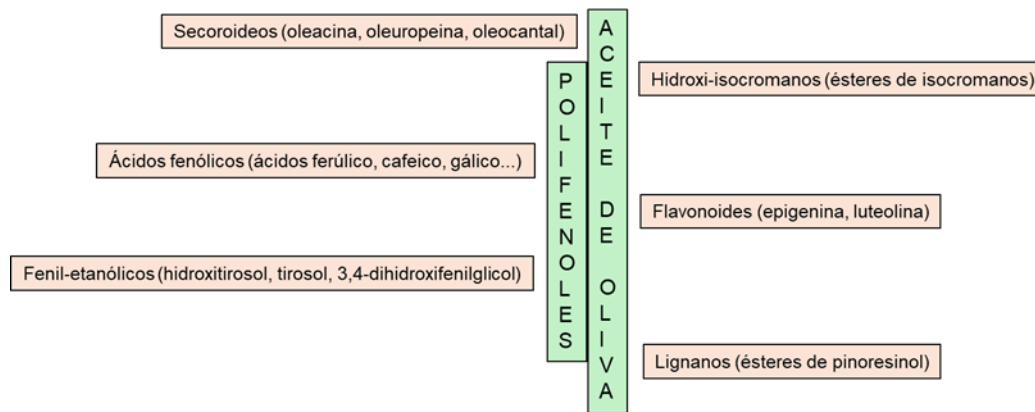 Secoroideos (oleacina, oleuropeina, oleocantal)
Ácidos fenólicos (ácidos ferúlico, cafeico, gálico...)
Fenil-etanólicos (hidroxitirosol, tirosol, 3,4-dihidroxifenilglicol)
POLIFENOLES
ACEITE DE OLIVA
Hidroxi-isocromanos (ésteres de isocromanos)
Flavonoides (epigenina, luteolina)
Lignanos (ésteres de pinoresinol)